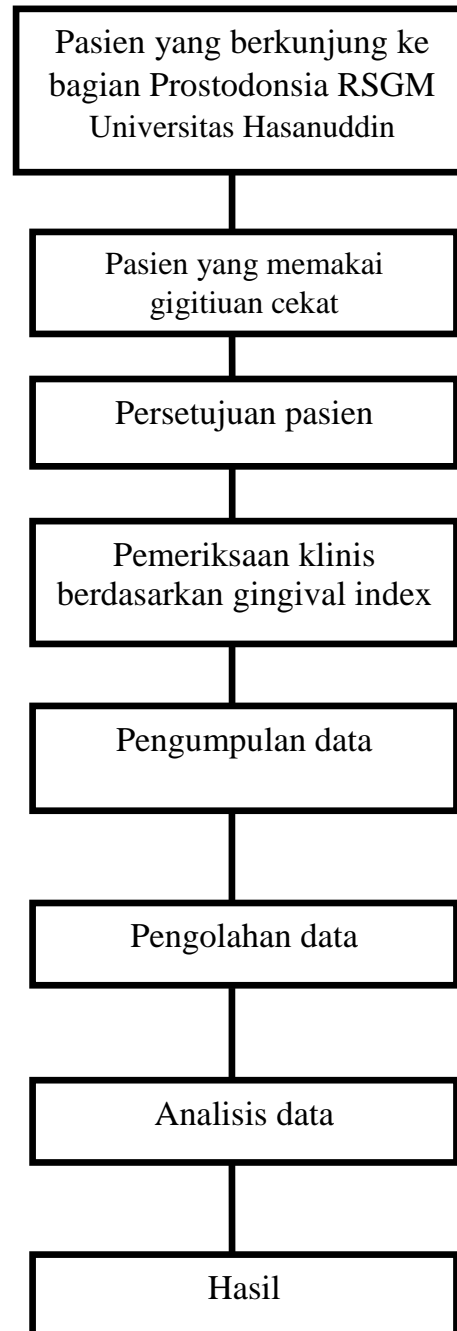 Pasien yang berkunjung ke
bagian Prostodonsia RSGM
Universitas Hasanuddin
Pasien yang memakai
gigitiuan cekat
Persetujuan pasien
Pemeriksaan klinis
berdasarkan gingival index
Pengumpulan data
Pengolahan data
Analisis data
Hasil